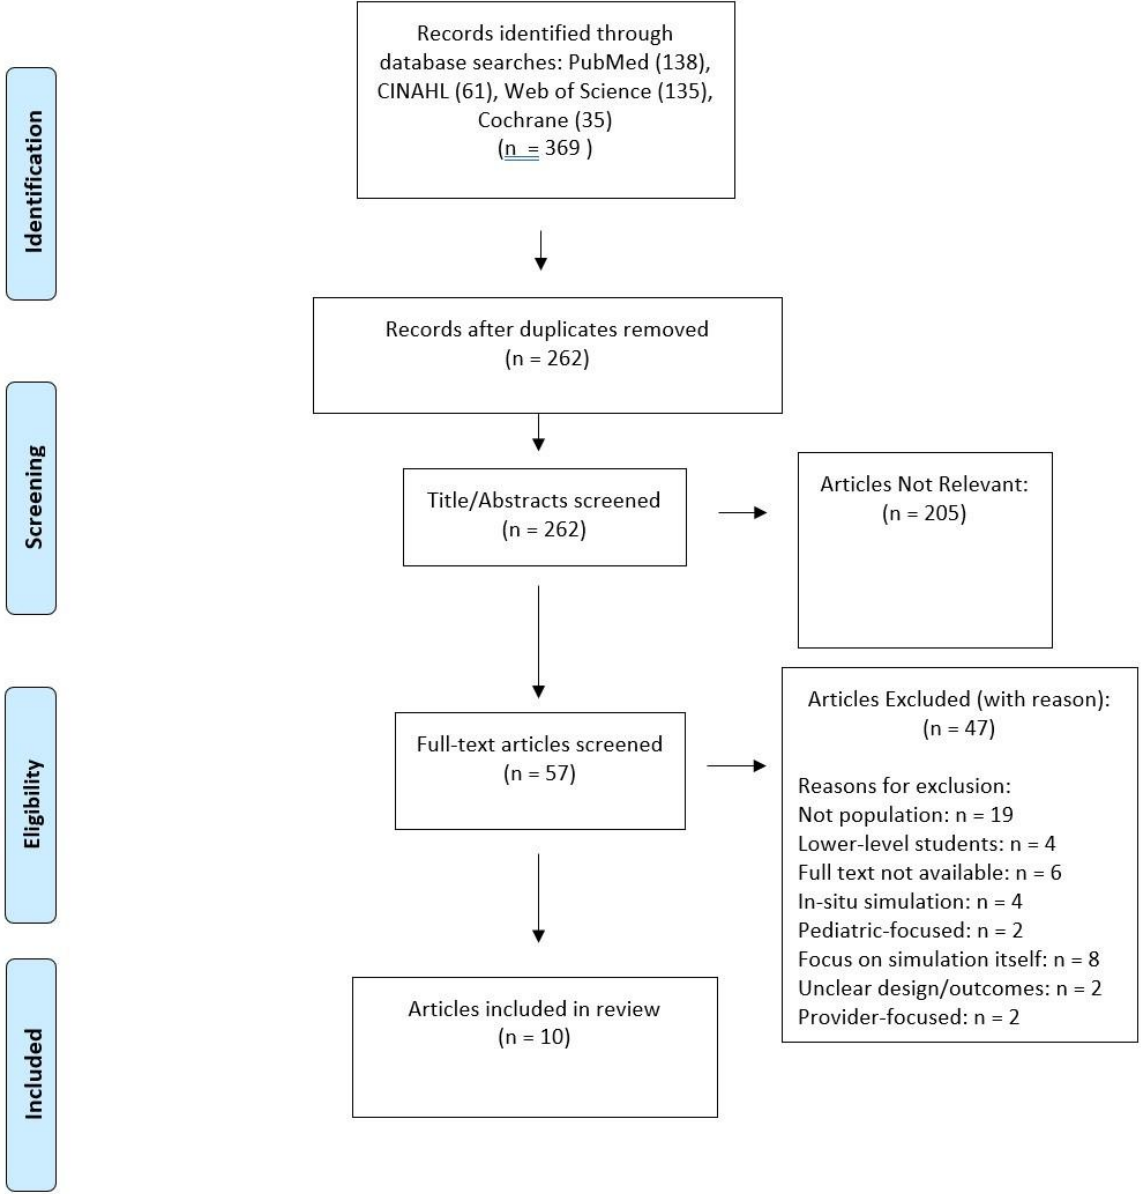 Records identified through
database searches: PubMed (138),
CINAHL (61), Web of Science (135),
Cochrane (35)
(n  = 369 )
Identification
Records after duplicates removed
(n = 262)
Screening
Title/Abstracts screened
(n = 262)
Articles Not Relevant:
(n = 205)
Eligibility
Full-text articles screened
(n = 57)
Articles Excluded (with reason):
(n = 47)
Reasons for exclusion:
Not population: n = 19
Lower-level students: n = 4
Full text not available: n = 6
In-situ simulation: n = 4
Pediatric-focused: n = 2
Focus on simulation itself: n = 8
Unclear design/outcomes: n = 2
Provider-focused: n = 2
Included
Articles included in review
(n = 10)